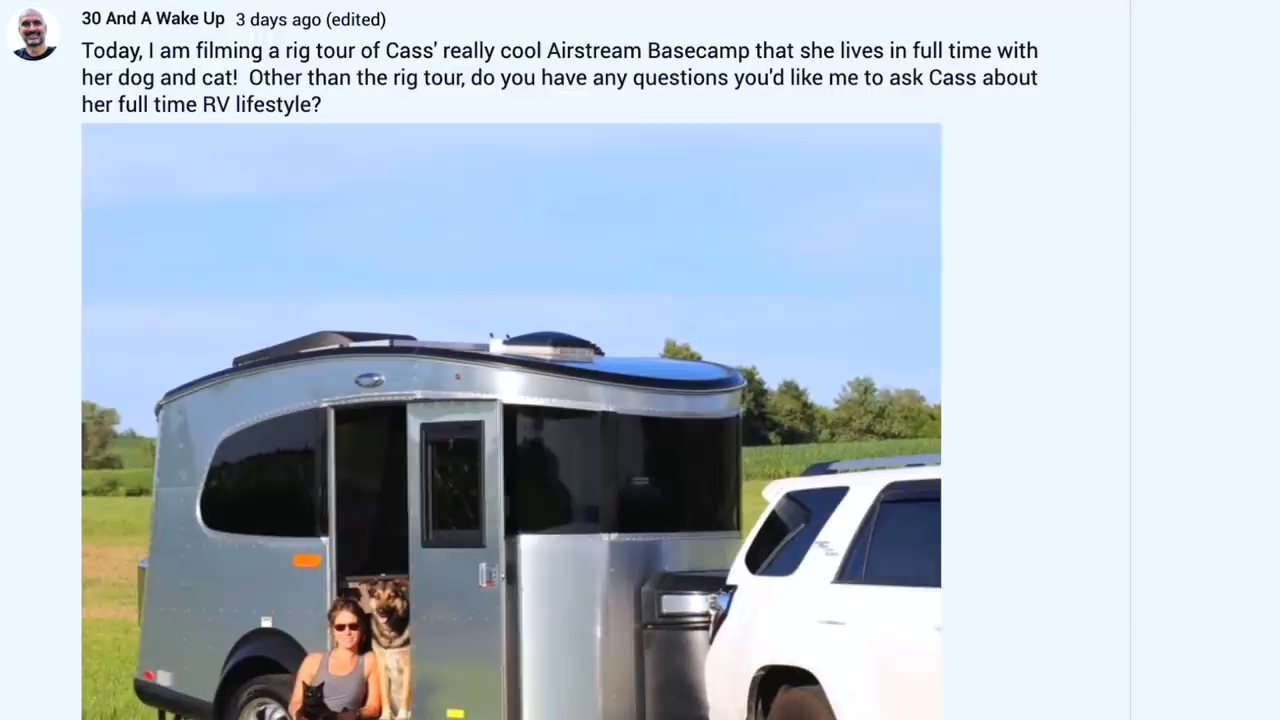 30 And A Wake Up 3 days ago (edited)
Today, I am filming a rig tour of Cass' really cool Airstream Basecamp that she lives in full time with
her dog and cat!  Other than the rig tour, do you have any questions you'd like me to ask Cass about
her full time RV lifestyle?